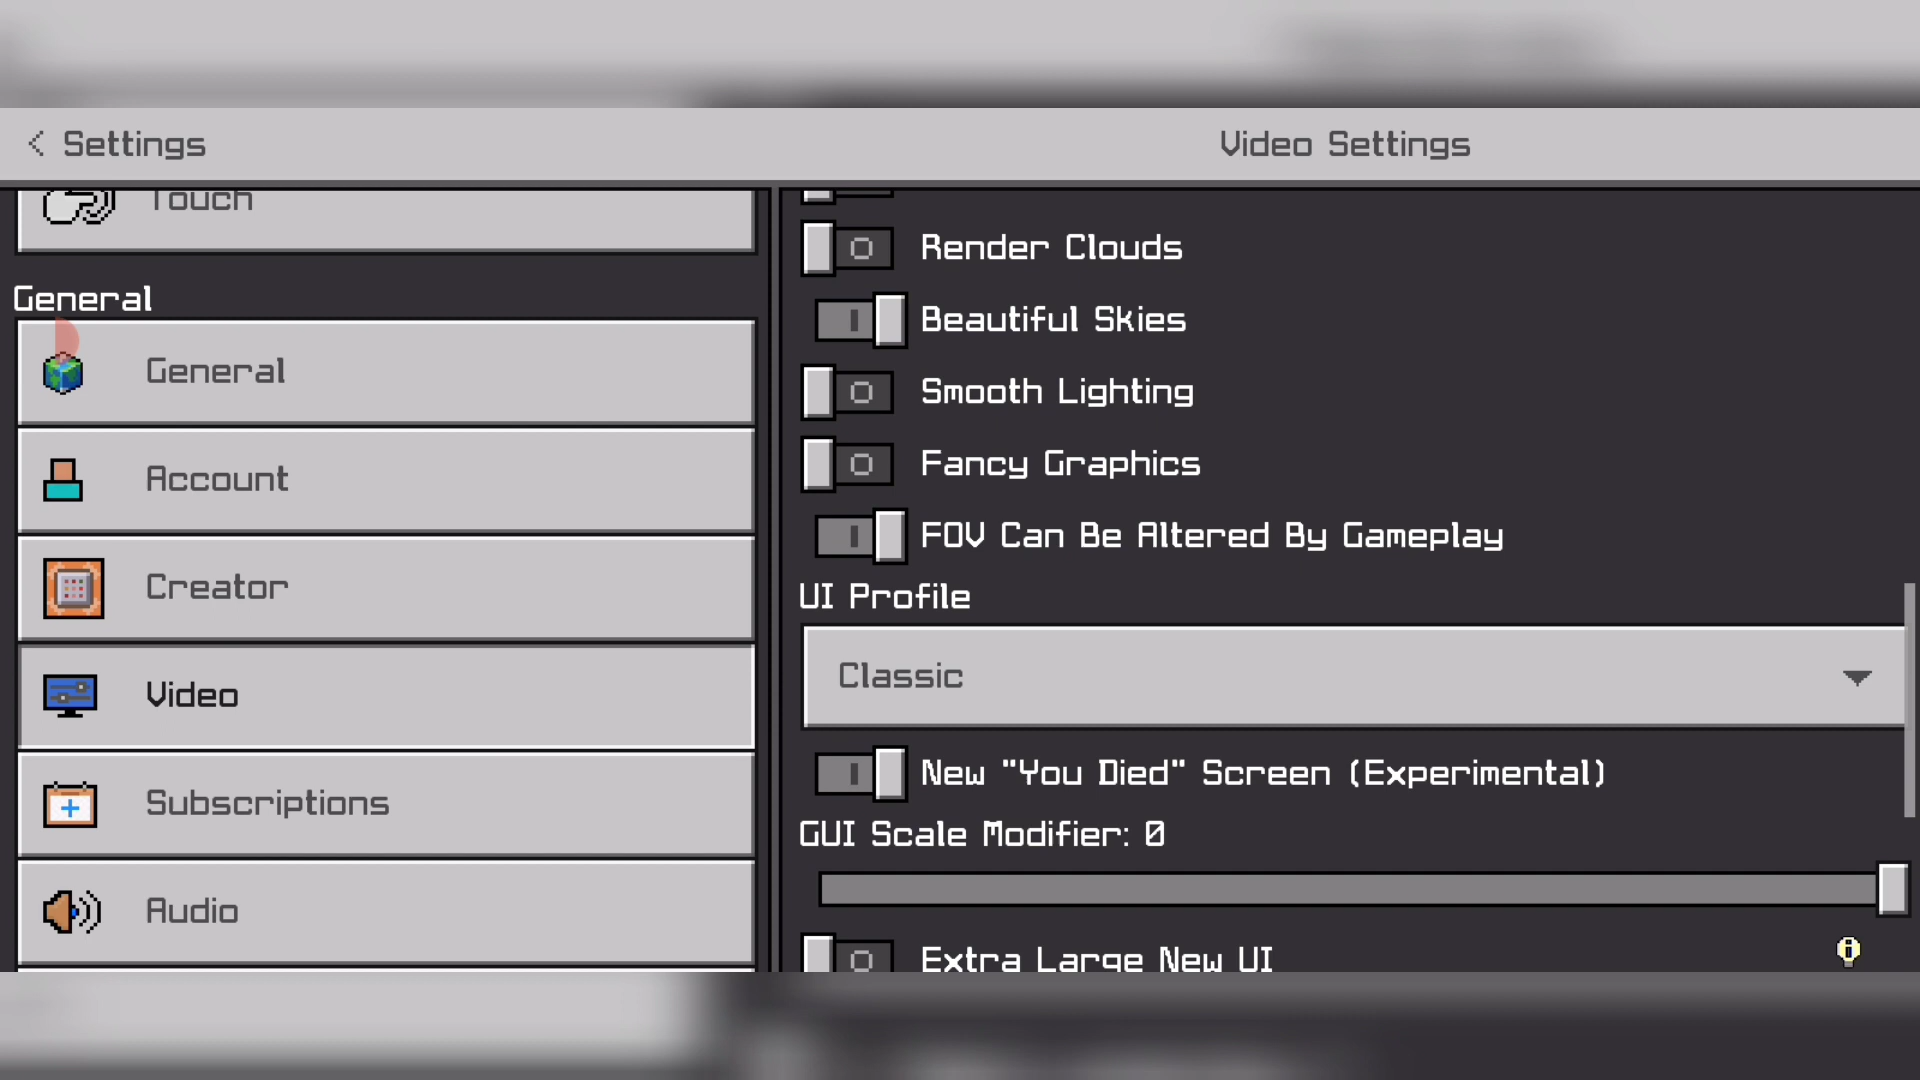 Settings
Video Settings
Touch
General
General
Account
Creator
Video
Subscriptions
Audio
Render Clouds
Beautiful Skies
Smooth Lighting
Fancy Graphics
FOV Can Be Altered By Gameplay
UI Profile
Classic
New "You Died" Screen (Experimental)
GUI Scale Modifier: 0
Extra Large New UI